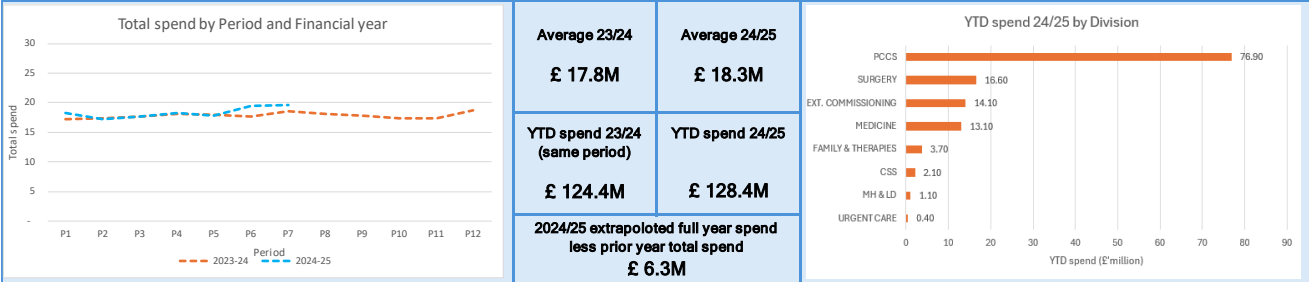 Total spend by Period and Financial year
30
25
20
15
10
5
-
Total spend
P1 P2 P3 P4 P5 P6 P7 P8 P9 P10 P11 P12
Period
2023-24 2024-25
Average 23/24
£ 17.8M
Average 24/25
£ 18.3M
YTD spend 23/24
(same period)
£ 124.4M
YTD spend 24/25
£ 128.4M
2024/25 extrapoloted full year spend
less prior year total spend
£ 6.3M
YTD spend 24/25 by Division
PCCS 76.90
SURGERY 16.60
EXT. COMMISSIONING 14.10
MEDICINE 13.10
FAMILY & THERAPIES 3.70
CSS 2.10
MH & LD 1.10
URGENT CARE 0.40
0 10 20 30 40 50 60 70 80 90
YTD spend (£'million)